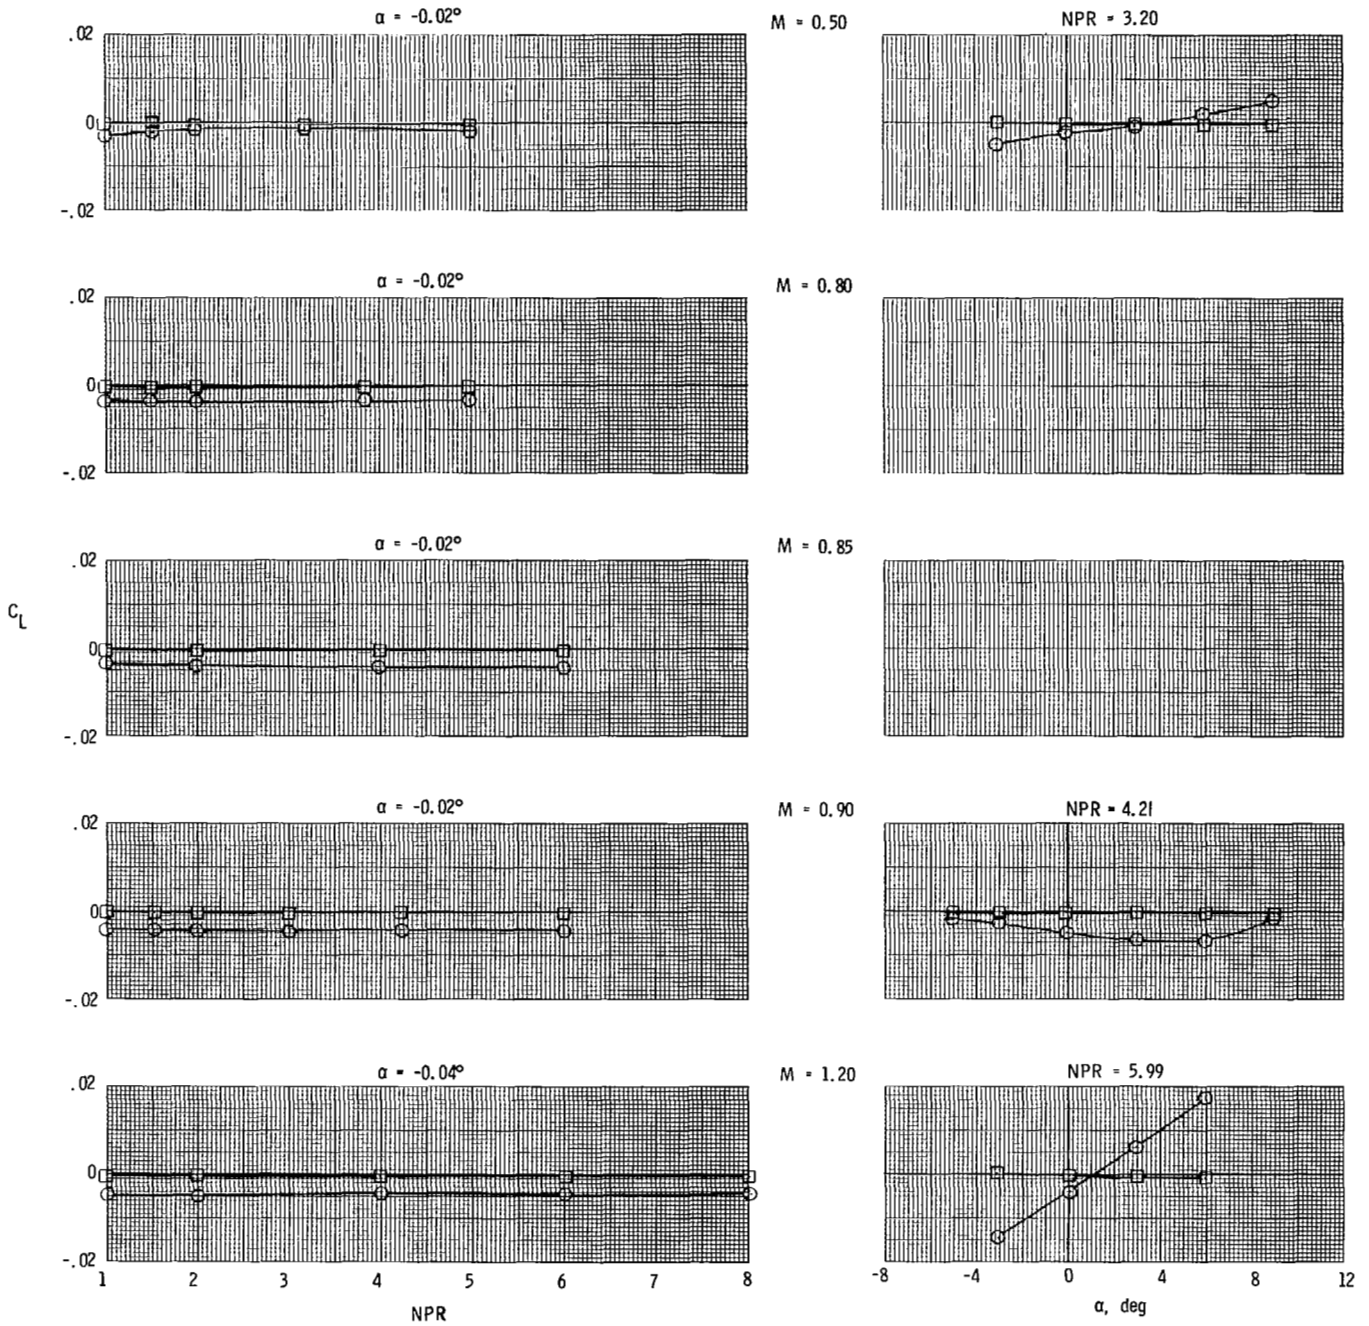 α = -0.02°
M = 0.50
NPR = 3.20
.02
0
-.02
α = -0.02°
M = 0.80
.02
0
-.02
α = -0.02°
M = 0.85
.02
C_L
0
-.02
α = -0.02°
M = 0.90
NPR = 4.21
.02
0
-.02
α = -0.04°
M = 1.20
NPR = 5.99
.02
0
-.02
1 2 3 4 5 6 7 8
-8 -4 0 4 8 12
NPR
α, deg